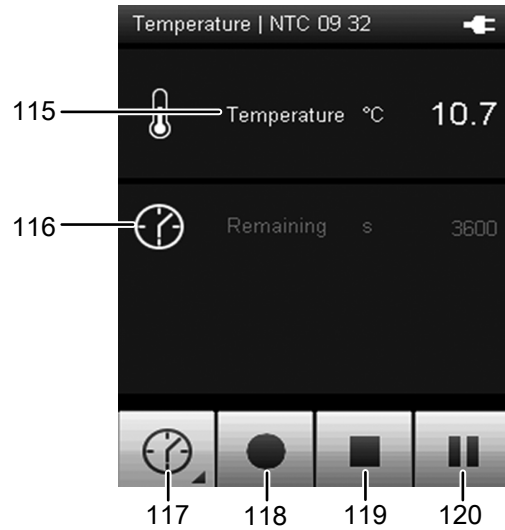 Temperature | NTC 09 32
115 Temperature °C 10.7
116 Remaining s 3600
117 118 119 120